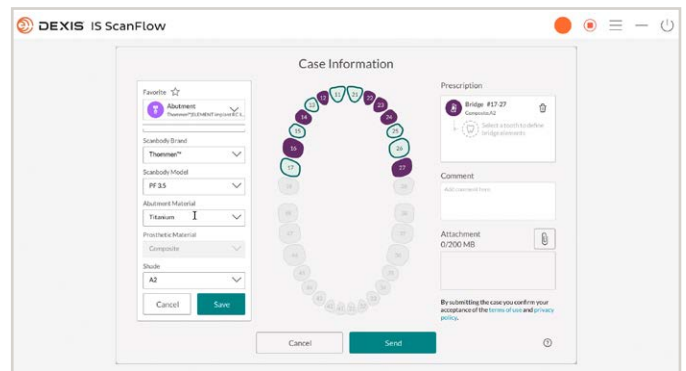 DEXIS IS ScanFlow
Case Information
Favorite
Abutment
Scanbody Brand
Thommen™
Scanbody Model
PF 3.5
Abutment Material
Titanium
Prosthetic Material
Composite
Shade
A2
Cancel
Save
13
12
11
21
22
23
14
24
15
25
16
26
17
27
Prescription
Bridge #17-27
Composite, A2
Select a tooth to define
bridge elements
Comment
Add comment here
Attachment
0/200 MB
By submitting the case you confirm your
acceptance of the terms of use and privacy
policy.
Cancel
Send